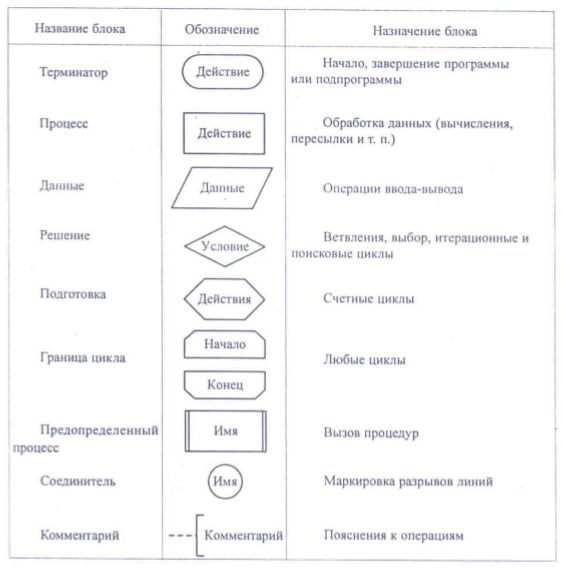 Название блока Обозначение Назначение блока
Терминатор Действие Начало, завершение программы
или подпрограммы
Процесс Действие Обработка данных (вычисления,
пересылки и т. п.)
Данные Данные Операции ввода-вывода
Решение Условие Ветвления, выбор, итерационные и
поисковые циклы
Подготовка Действия Счетные циклы
Граница цикла Начало Любые циклы
Конец
Предопределенный
процесс Имя Вызов процедур
Соединитель Имя Маркировка разрывов линий
Комментарий Комментарий Пояснения к операциям